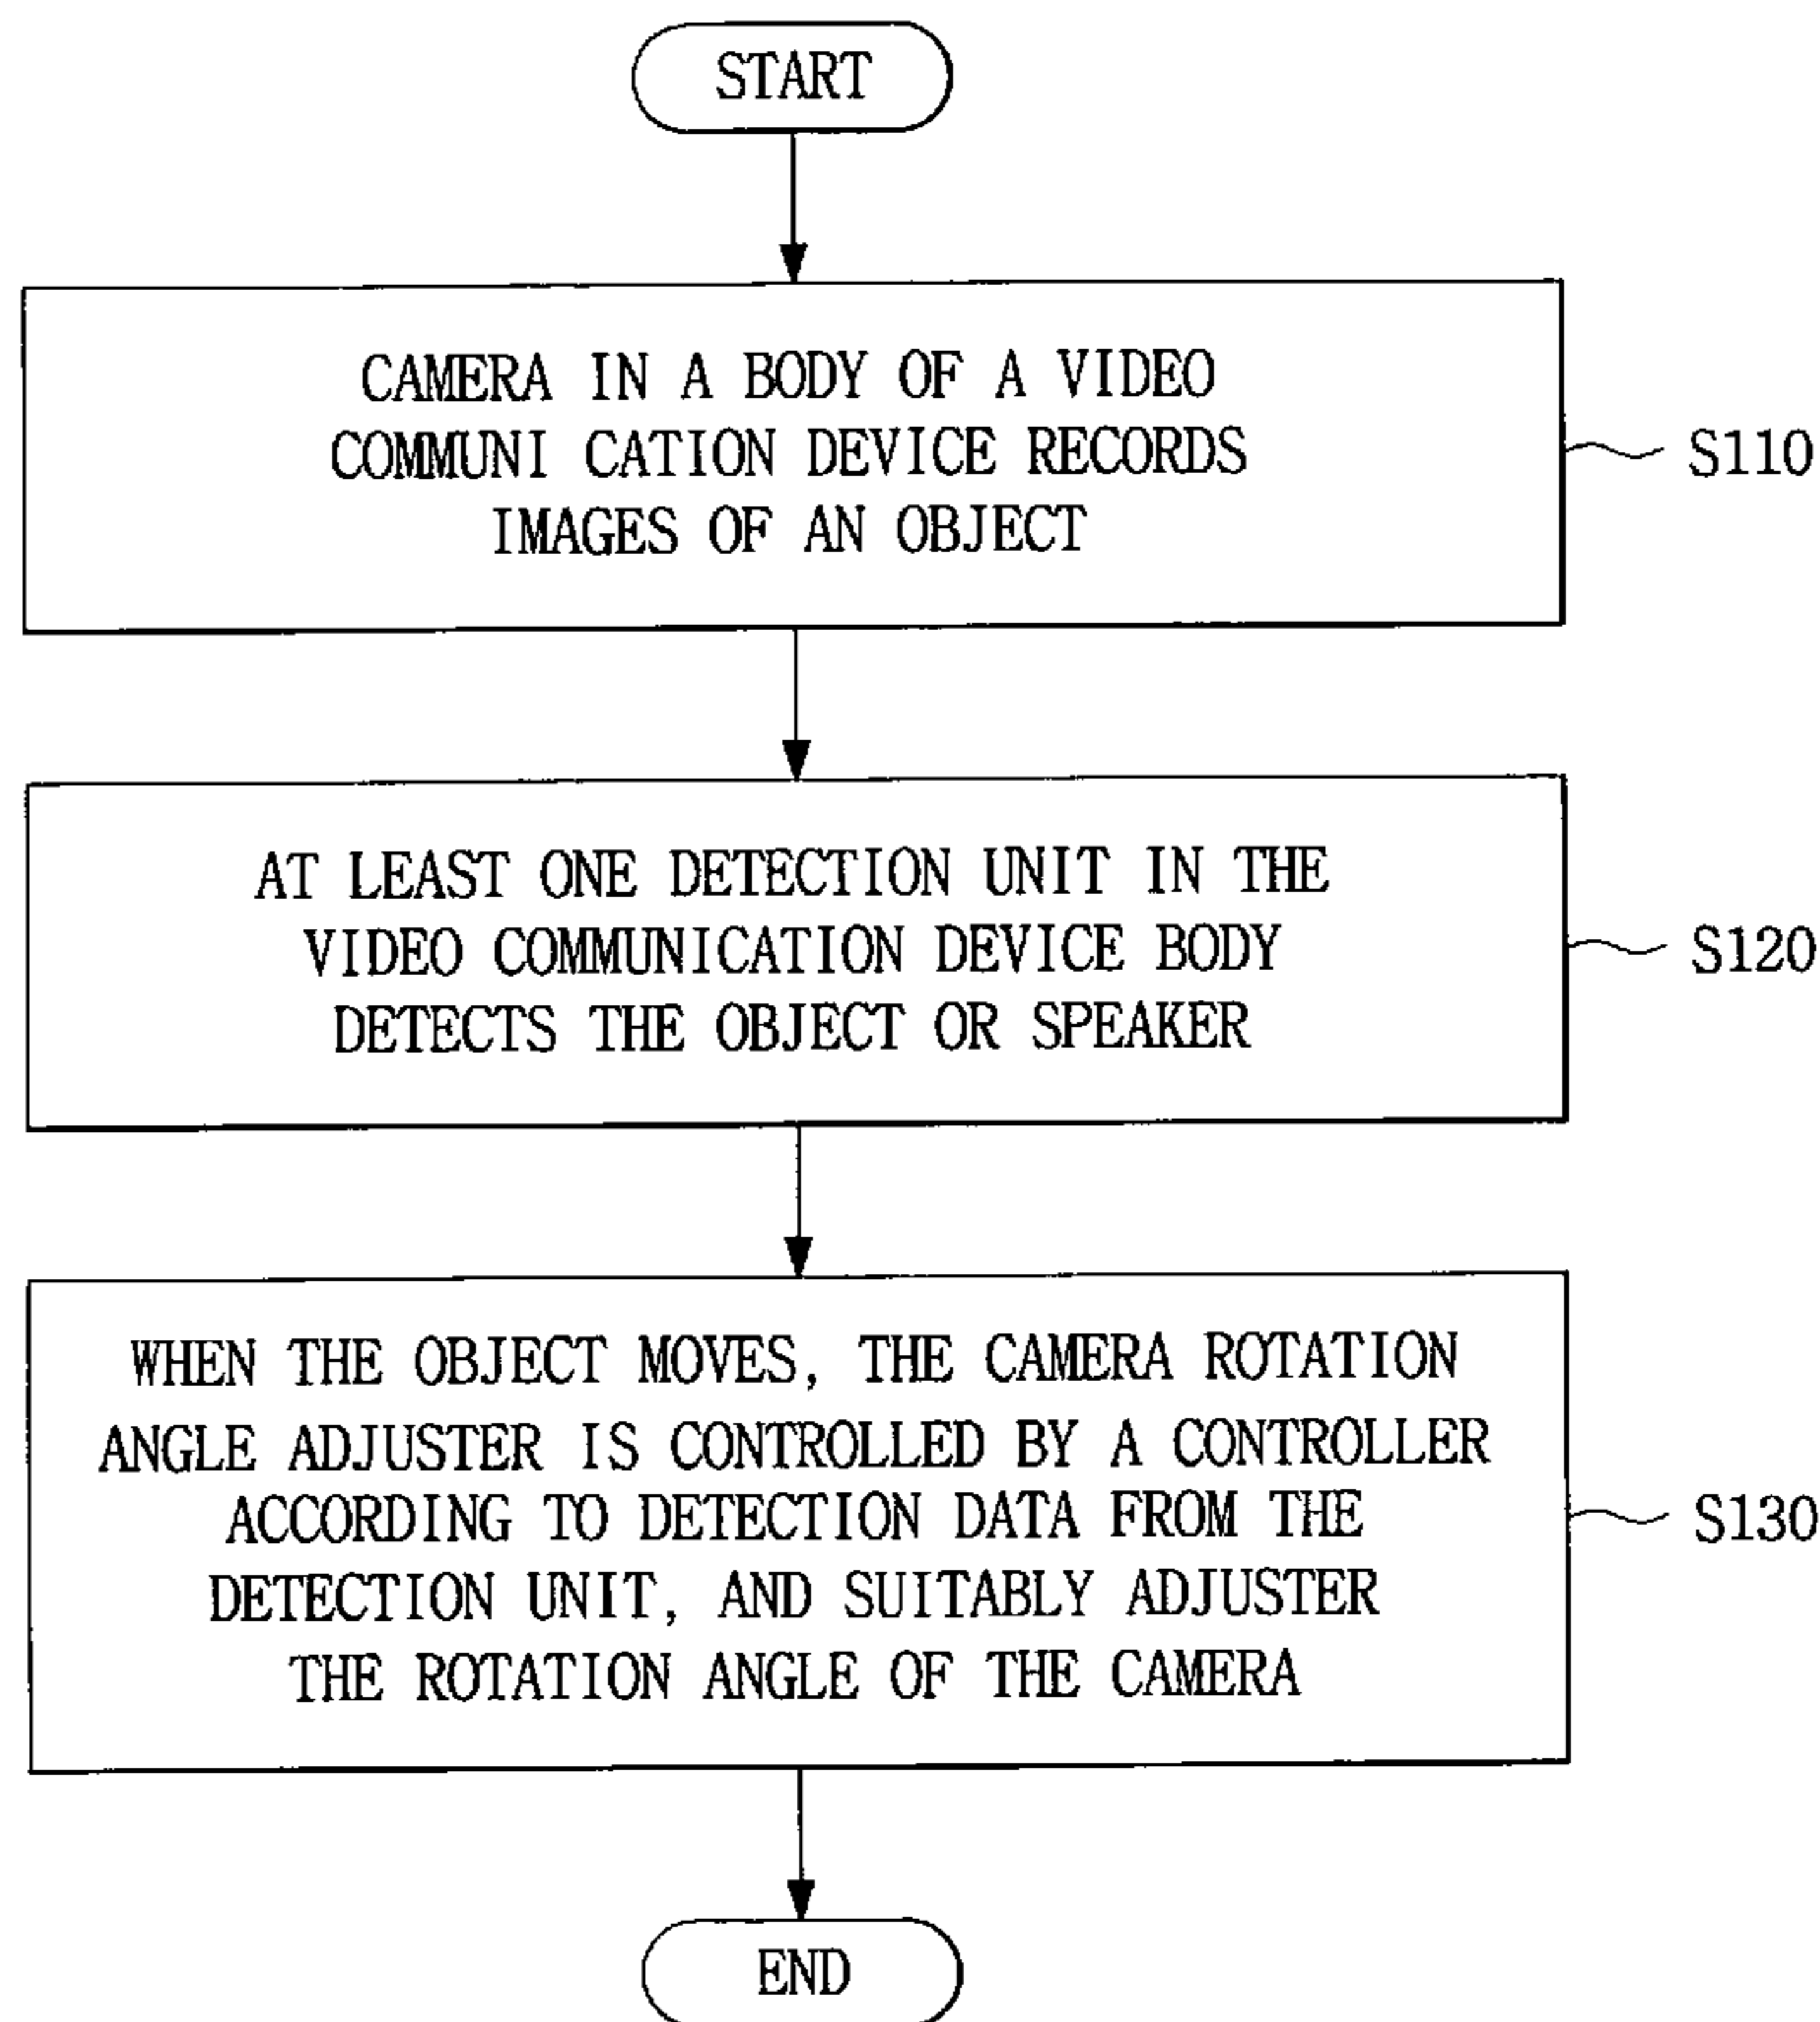 START
CAMERA IN A BODY OF A VIDEO
COMMUNI CATION DEVICE RECORDS
IMAGES OF AN OBJECT
S110
AT LEAST ONE DETECTION UNIT IN THE
VIDEO COMMUNICATION DEVICE BODY
DETECTS THE OBJECT OR SPEAKER
S120
WHEN THE OBJECT MOVES, THE CAMERA ROTATION
ANGLE ADJUSTER IS CONTROLLED BY A CONTROLLER
ACCORDING TO DETECTION DATA FROM THE
DETECTION UNIT, AND SUITABLY ADJUSTER
THE ROTATION ANGLE OF THE CAMERA
S130
END